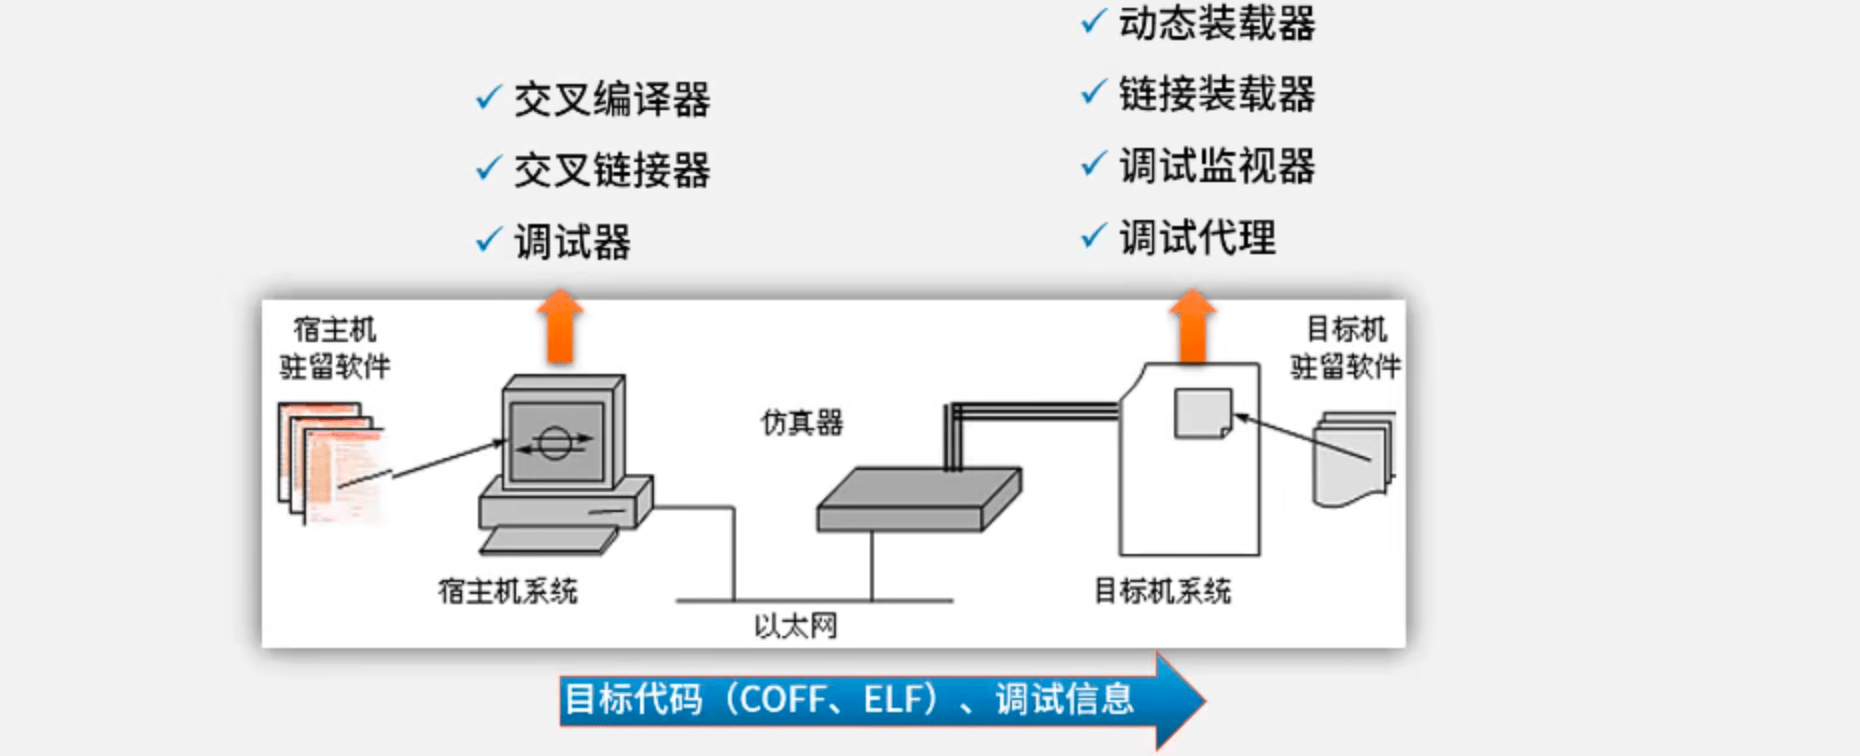 动态装载器
链接装载器
调试监视器
调试代理
交叉编译器
交叉链接器
调试器
宿主机
驻留软件
目标机
驻留软件
仿真器
宿主机系统
目标机系统
以太网
目标代码（COFF、ELF）、调试信息